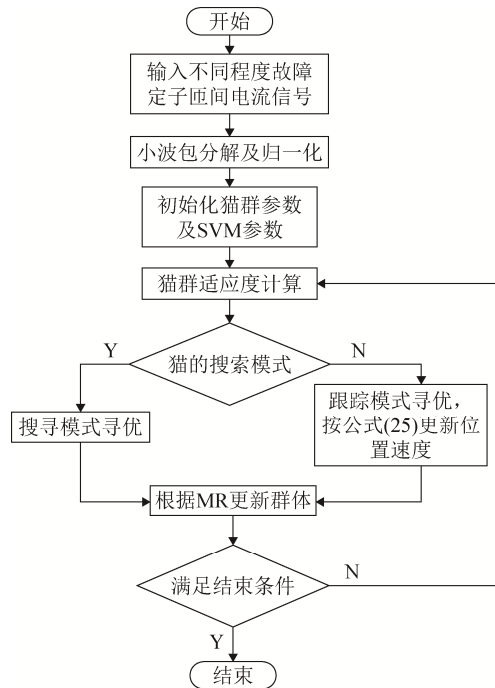 开始
输入不同程度故障
定子匝间电流信号
小波包分解及归一化
初始化猫群参数
及SVM参数
猫群适应度计算
猫的搜索模式
Y
N
搜寻模式寻优
跟踪模式寻优，
按公式(25)更新位
置速度
根据MR更新群体
满足结束条件
N
Y
结束